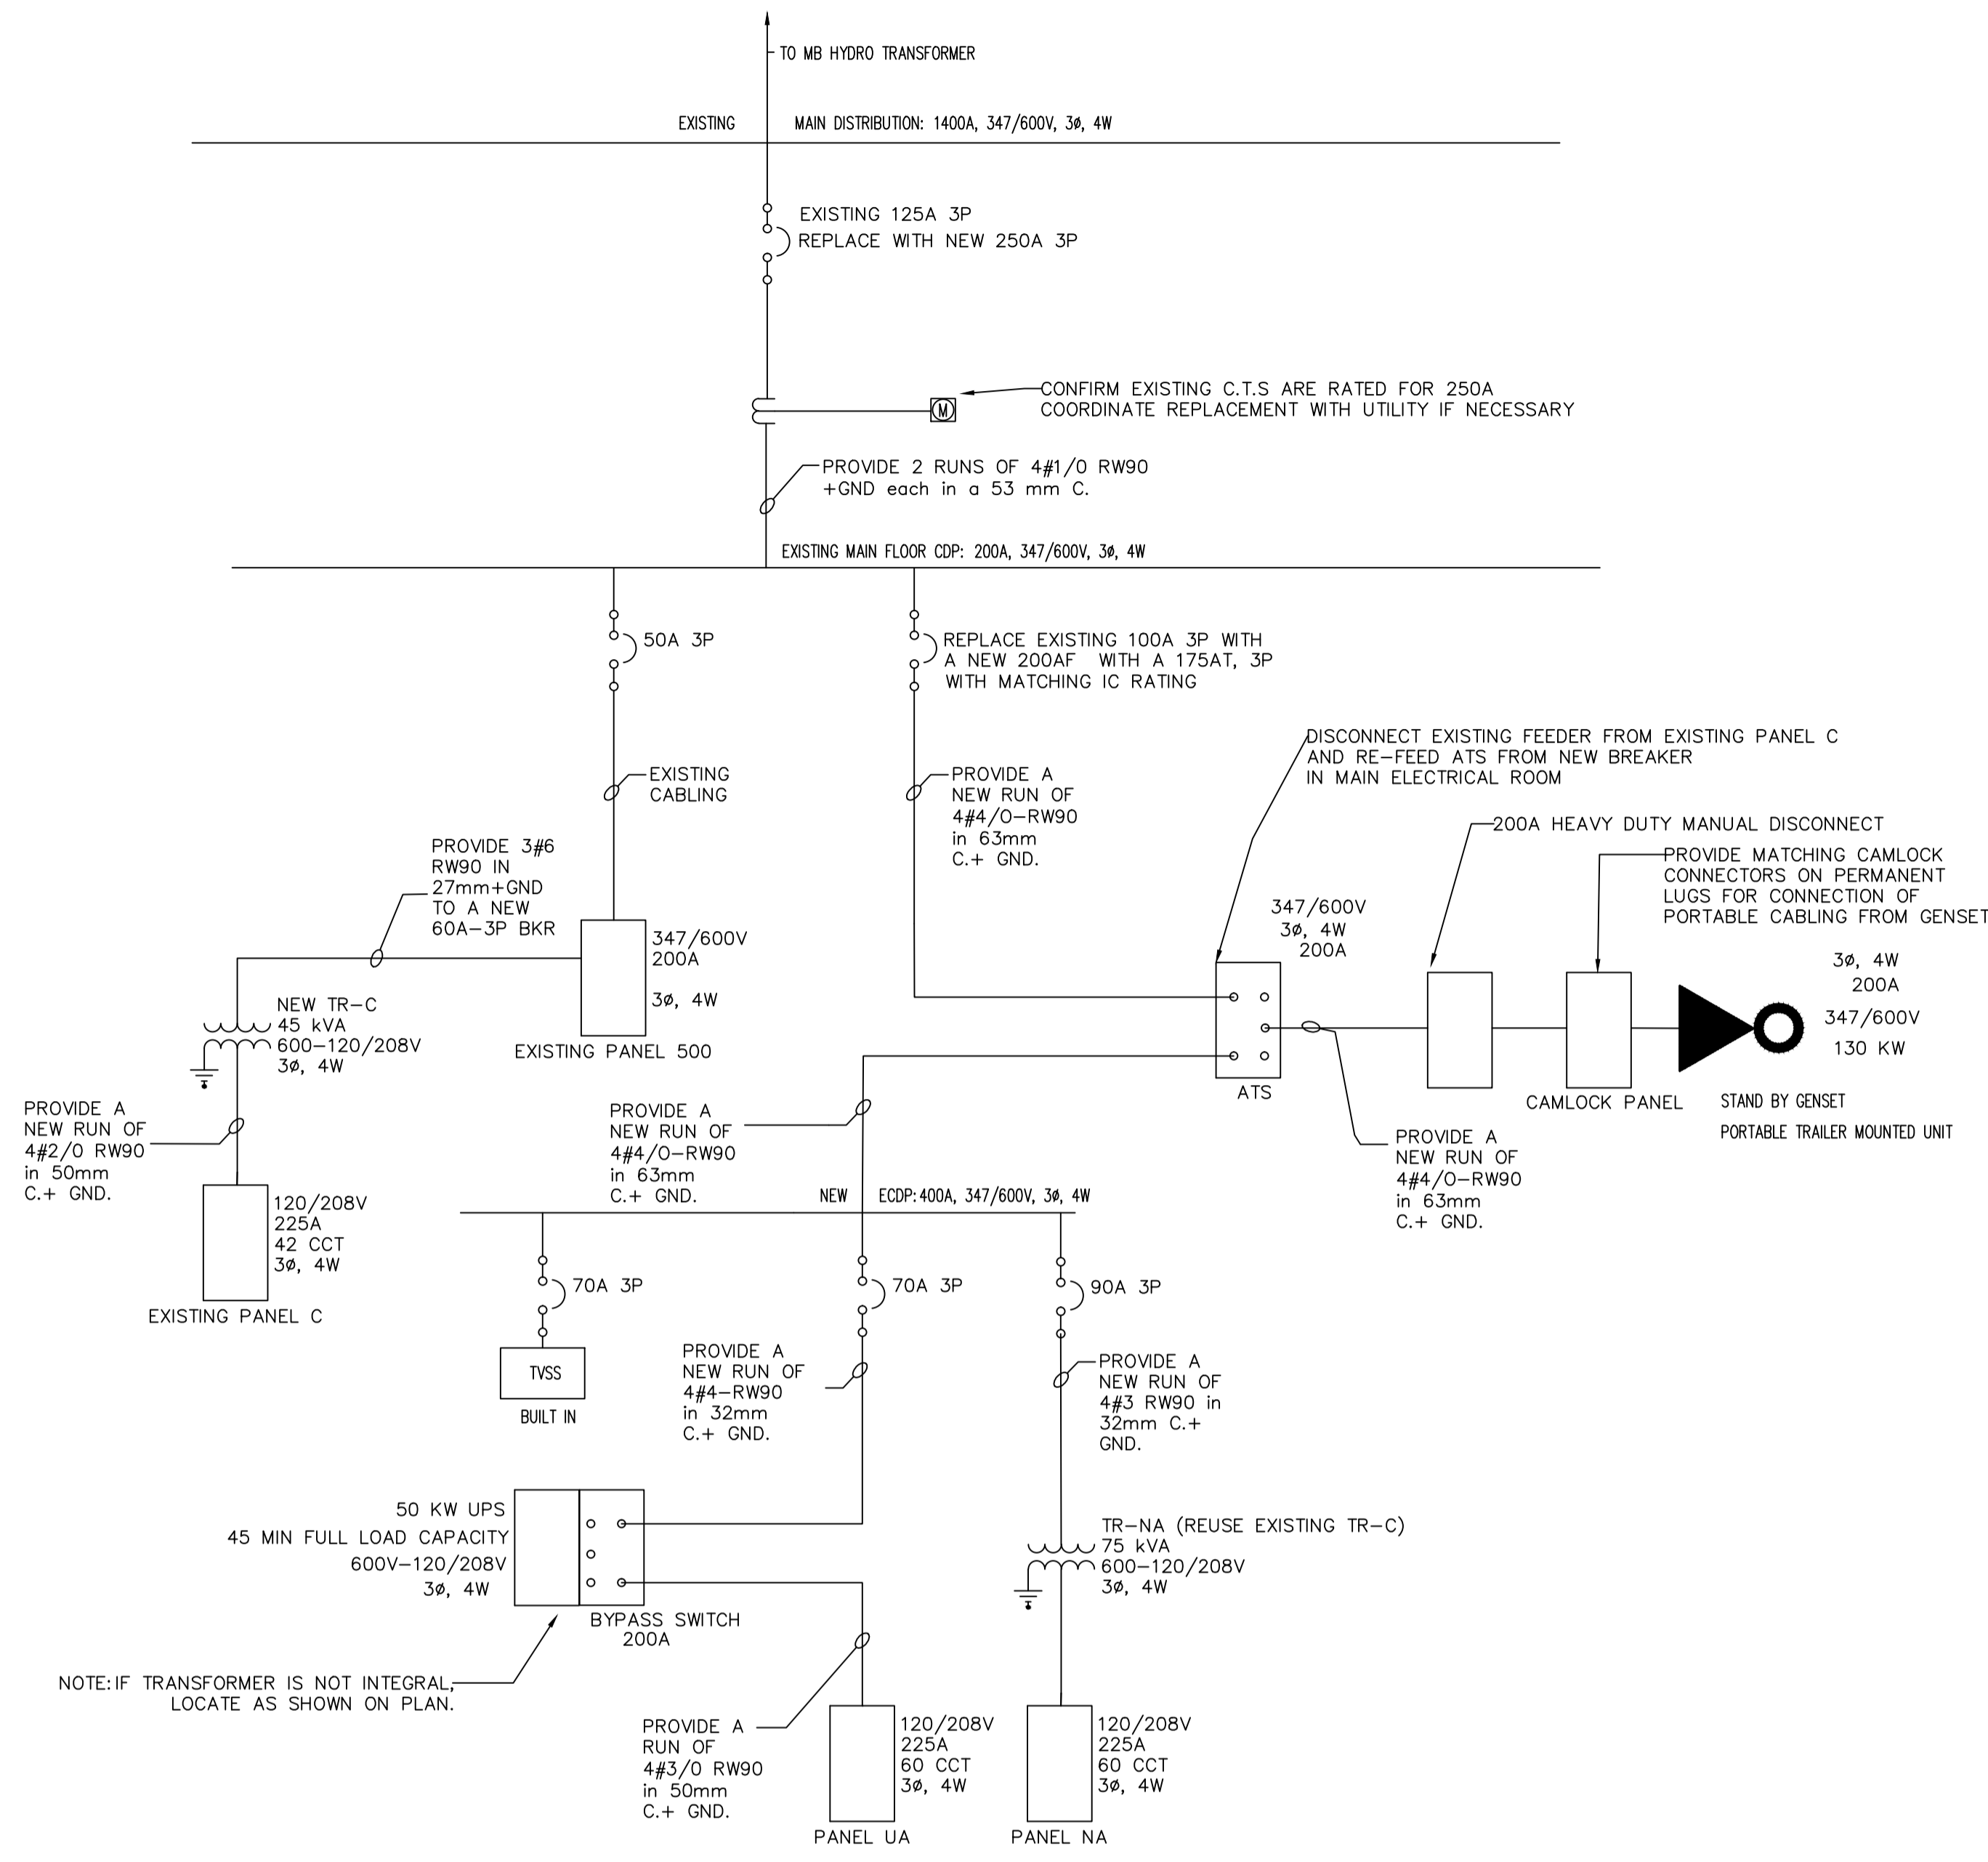 TO MB HYDRO TRANSFORMER
EXISTING
MAIN DISTRIBUTION: 1400A, 347/600V, 3ø, 4W
EXISTING 125A 3P
REPLACE WITH NEW 250A 3P
M
CONFIRM EXISTING C.T.S ARE RATED FOR 250A
COORDINATE REPLACEMENT WITH UTILITY IF NECESSARY
PROVIDE 2 RUNS OF 4#1/0 RW90
+GND each in a 53 mm C.
EXISTING MAIN FLOOR CDP: 200A, 347/600V, 3ø, 4W
50A 3P
REPLACE EXISTING 100A 3P WITH
A NEW 200AF WITH A 175AT, 3P
WITH MATCHING IC RATING
DISCONNECT EXISTING FEEDER FROM EXISTING PANEL C
AND RE-FEED ATS FROM NEW BREAKER
IN MAIN ELECTRICAL ROOM
EXISTING
CABLING
PROVIDE A
NEW RUN OF
4#4/0-RW90
in 63mm
C.+ GND.
200A HEAVY DUTY MANUAL DISCONNECT
PROVIDE MATCHING CAMLOCK
CONNECTORS ON PERMANENT
LUGS FOR CONNECTION OF
PORTABLE CABLING FROM GENSET
PROVIDE 3#6
RW90 IN
27mm+GND
TO A NEW
60A-3P BKR
347/600V
200A
3ø, 4W
EXISTING PANEL 500
347/600V
3ø, 4W
200A
ATS
3ø, 4W
200A
347/600V
130 KW
CAMLOCK PANEL
STAND BY GENSET
PORTABLE TRAILER MOUNTED UNIT
NEW TR-C
45 kVA
600-120/208V
3ø, 4W
PROVIDE A
NEW RUN OF
4#2/0 RW90
in 50mm
C.+ GND.
PROVIDE A
NEW RUN OF
4#4/0-RW90
in 63mm
C.+ GND.
PROVIDE A
NEW RUN OF
4#4/0-RW90
in 63mm
C.+ GND.
120/208V
225A
42 CCT
3ø, 4W
EXISTING PANEL C
NEW
ECDP:400A, 347/600V, 3ø, 4W
70A 3P
70A 3P
90A 3P
TVSS
BUILT IN
PROVIDE A
NEW RUN OF
4#4-RW90
in 32mm
C.+ GND.
PROVIDE A
NEW RUN OF
4#3 RW90 in
32mm C.+
GND.
50 KW UPS
45 MIN FULL LOAD CAPACITY
600V-120/208V
3ø, 4W
BYPASS SWITCH
200A
TR-NA (REUSE EXISTING TR-C)
75 kVA
600-120/208V
3ø, 4W
NOTE:IF TRANSFORMER IS NOT INTEGRAL,
LOCATE AS SHOWN ON PLAN.
PROVIDE A
RUN OF
4#3/0 RW90
in 50mm
C.+ GND.
120/208V
225A
60 CCT
3ø, 4W
PANEL UA
120/208V
225A
60 CCT
3ø, 4W
PANEL NA